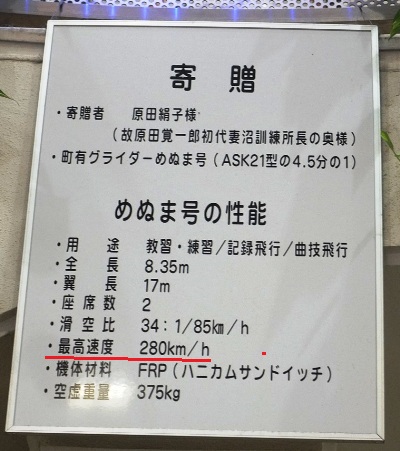 寄贈
・寄贈者 原田絹子様
（故原田覚一郎初代妻沼訓練所長の奥様）
・町有グライダーめぬま号（ASK21型の4.5分の1）
めぬま号の性能
・用途 教習・練習／記録飛行／曲技飛行
・全長 8.35m
・翼長 17m
・座席数 2
・滑空比 34：1/85㎞/h
・最高速度 280km/h
・機体材料 FRP（ハニカムサンドイッチ）
・空虚重量 375kg